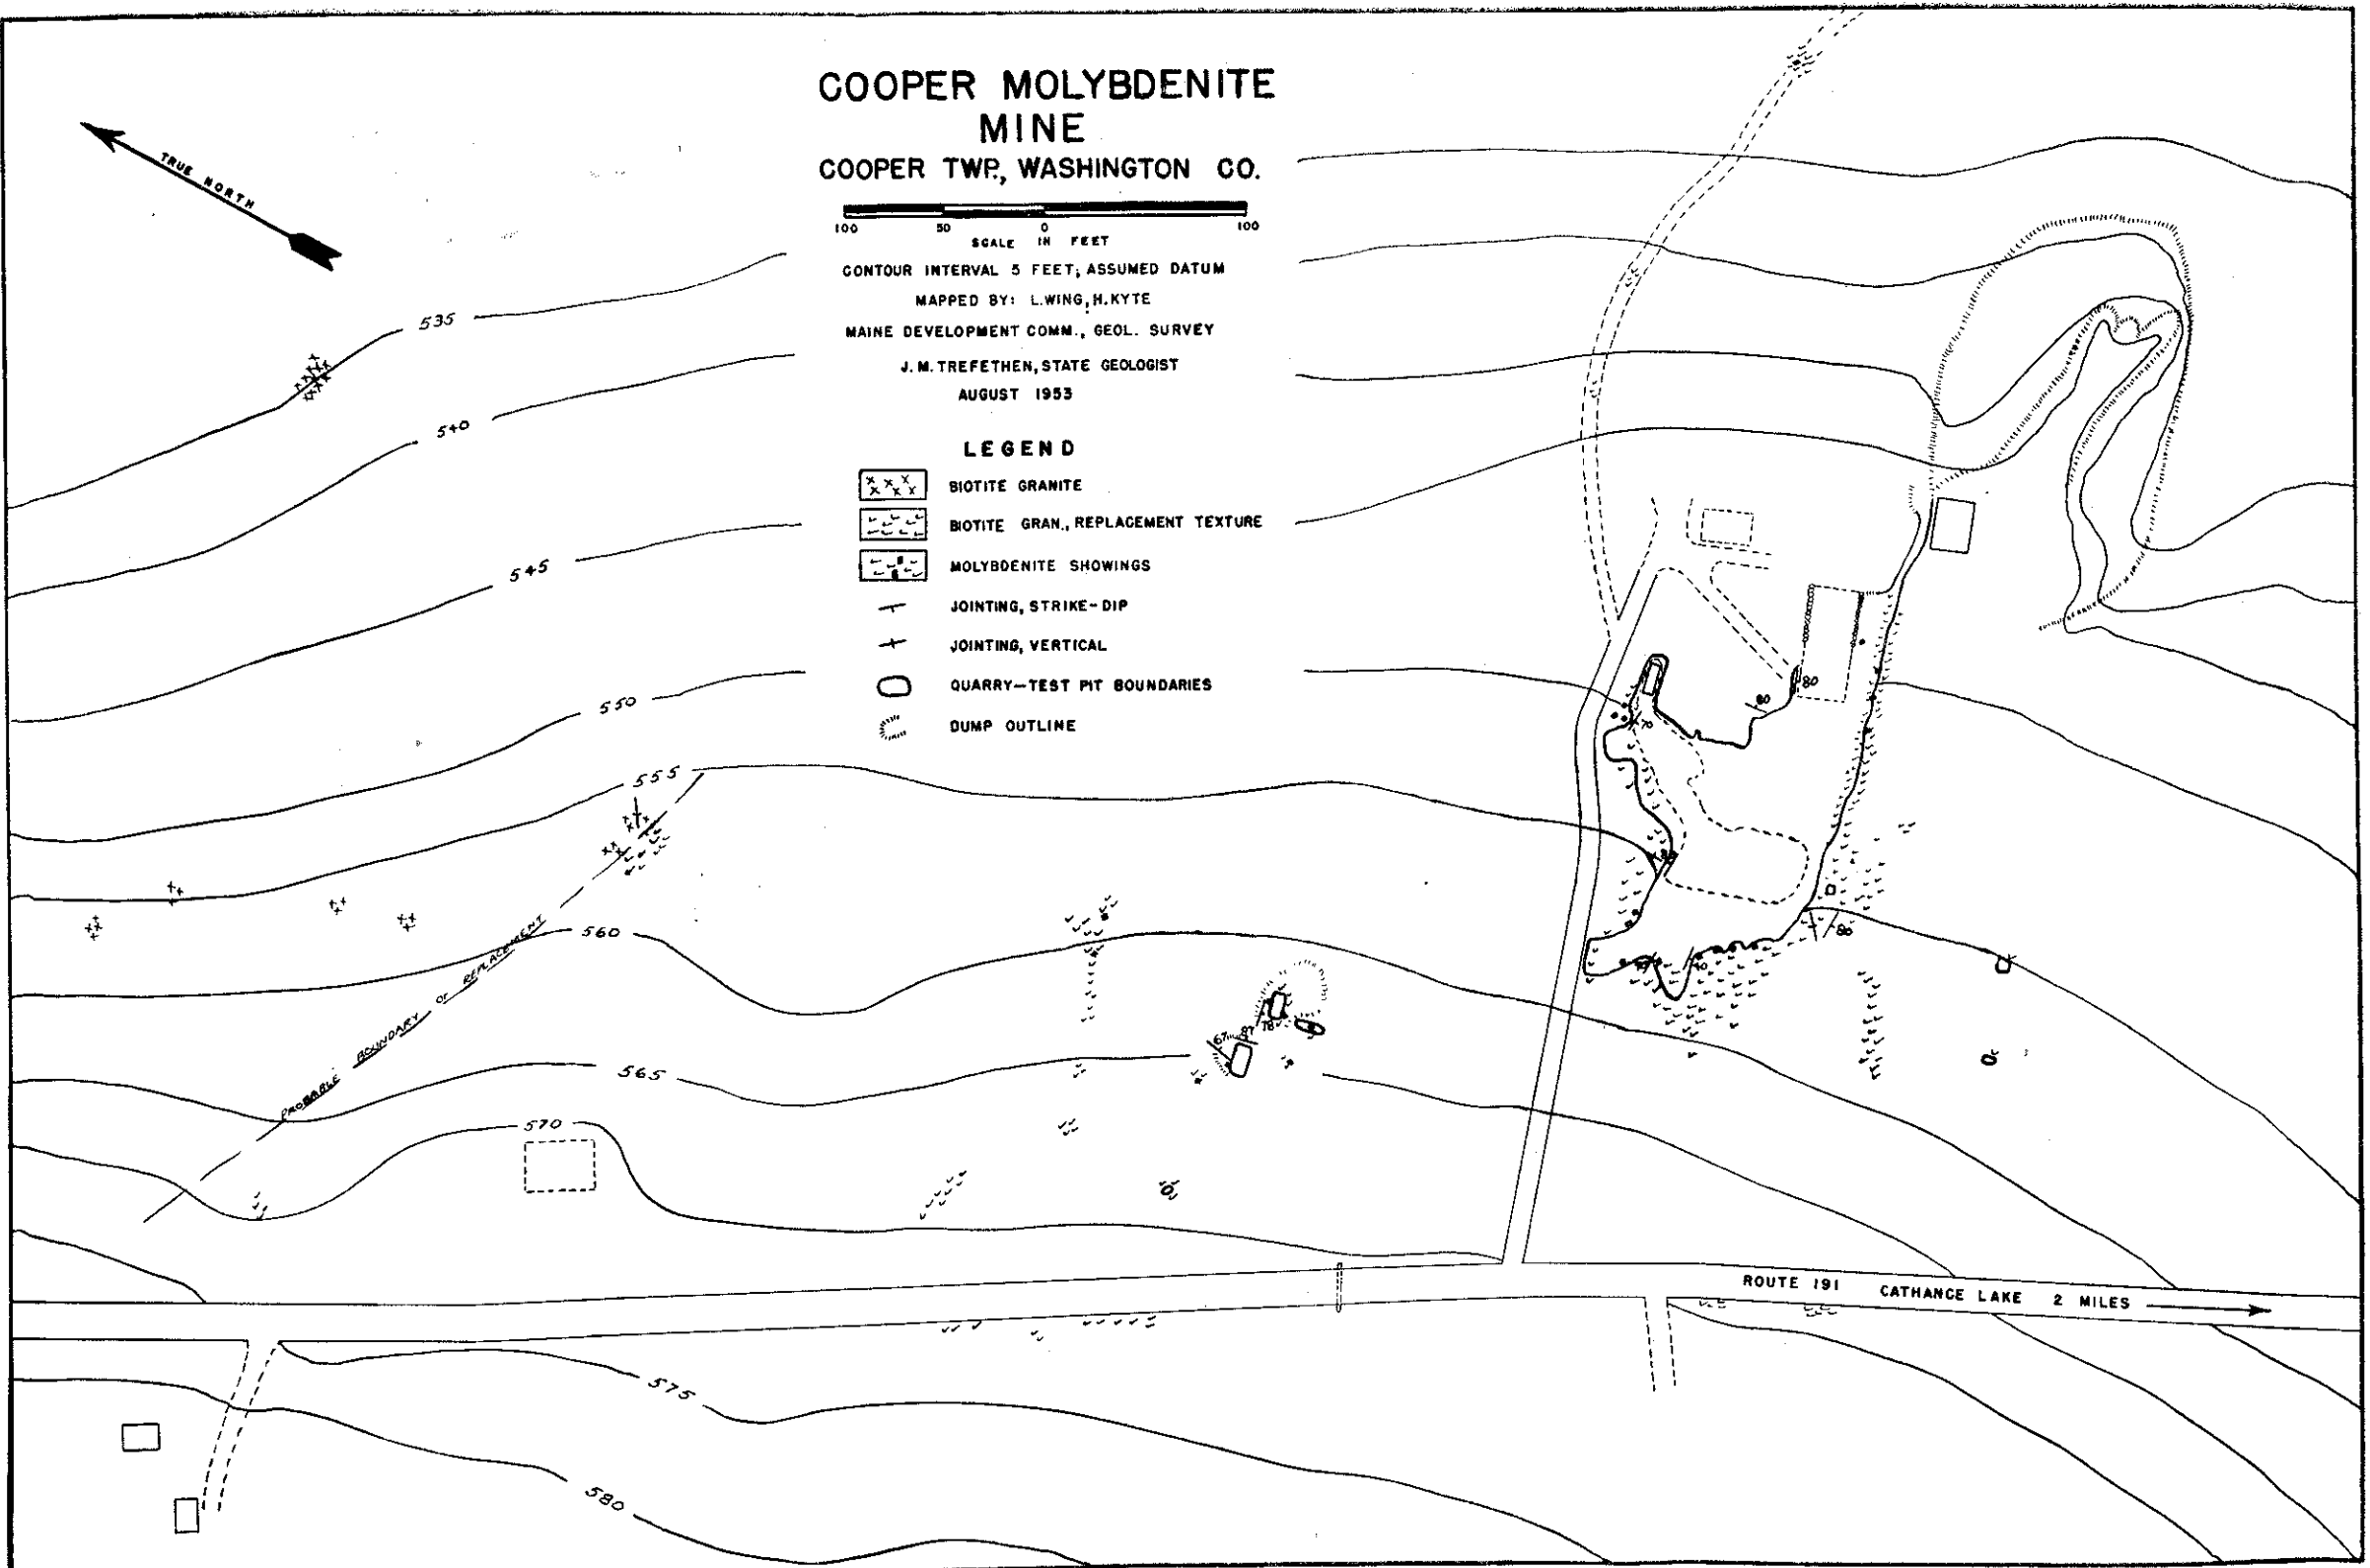 COOPER MOLYBDENITE
MINE
COOPER TWP., WASHINGTON CO.
TRUE NORTH
100 50 0 100
SCALE IN FEET
CONTOUR INTERVAL 5 FEET; ASSUMED DATUM
MAPPED BY: L. WING, H. KYTE
MAINE DEVELOPMENT COMM., GEOL. SURVEY
J. M. TREFETHEN, STATE GEOLOGIST
AUGUST 1953
LEGEND
BIOTITE GRANITE
BIOTITE GRAN., REPLACEMENT TEXTURE
MOLYBDENITE SHOWINGS
JOINTING, STRIKE-DIP
JOINTING, VERTICAL
QUARRY-TEST PIT BOUNDARIES
DUMP OUTLINE
535
540
545
550
555
560
565
570
575
580
PROBABLE BOUNDARY OF REPLACEMENT
80
80
70
80
40
67
87
78
ROUTE 191 CATHANCE LAKE 2 MILES